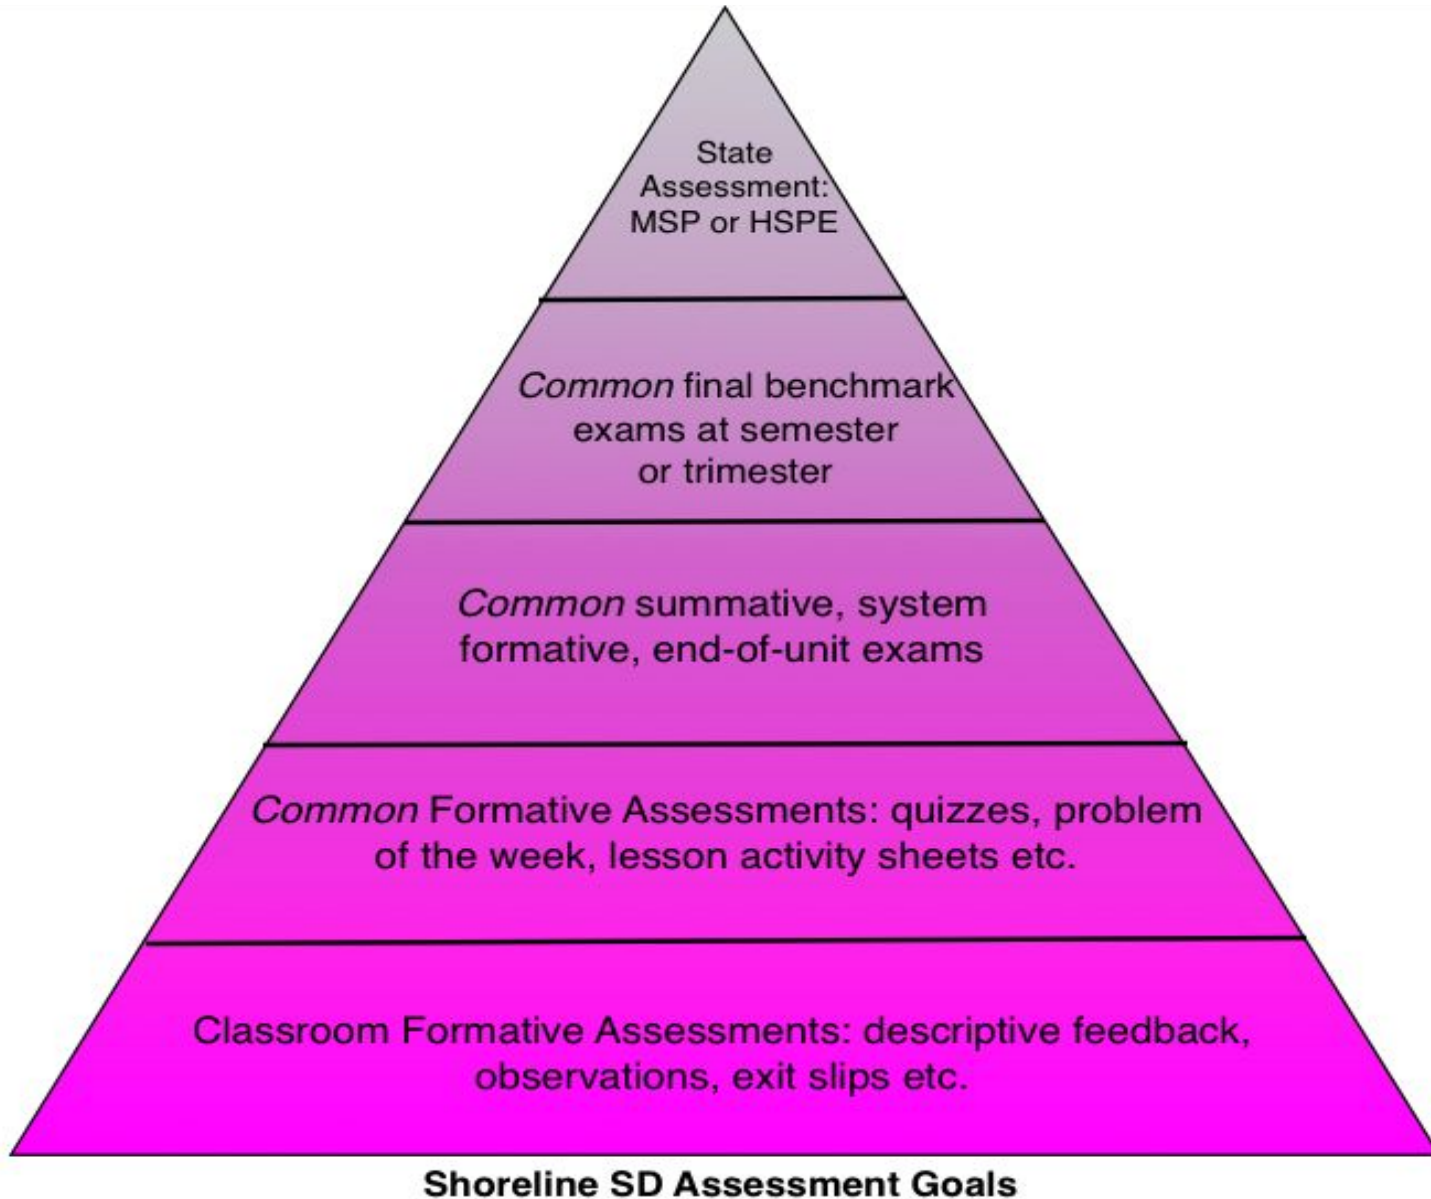 State
Assessment:
MSP or HSPE
Common final benchmark
exams at semester
or trimester
Common summative, system
formative, end-of-unit exams
Common Formative Assessments: quizzes, problem
of the week, lesson activity sheets etc.
Classroom Formative Assessments: descriptive feedback,
observations, exit slips etc.
Shoreline SD Assessment Goals